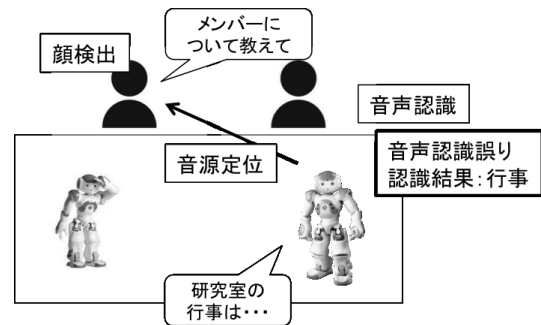 メンバーに
ついて教えて
顔検出
音声認識
音源定位
音声認識誤り
認識結果：行事
研究室の
行事は・・・